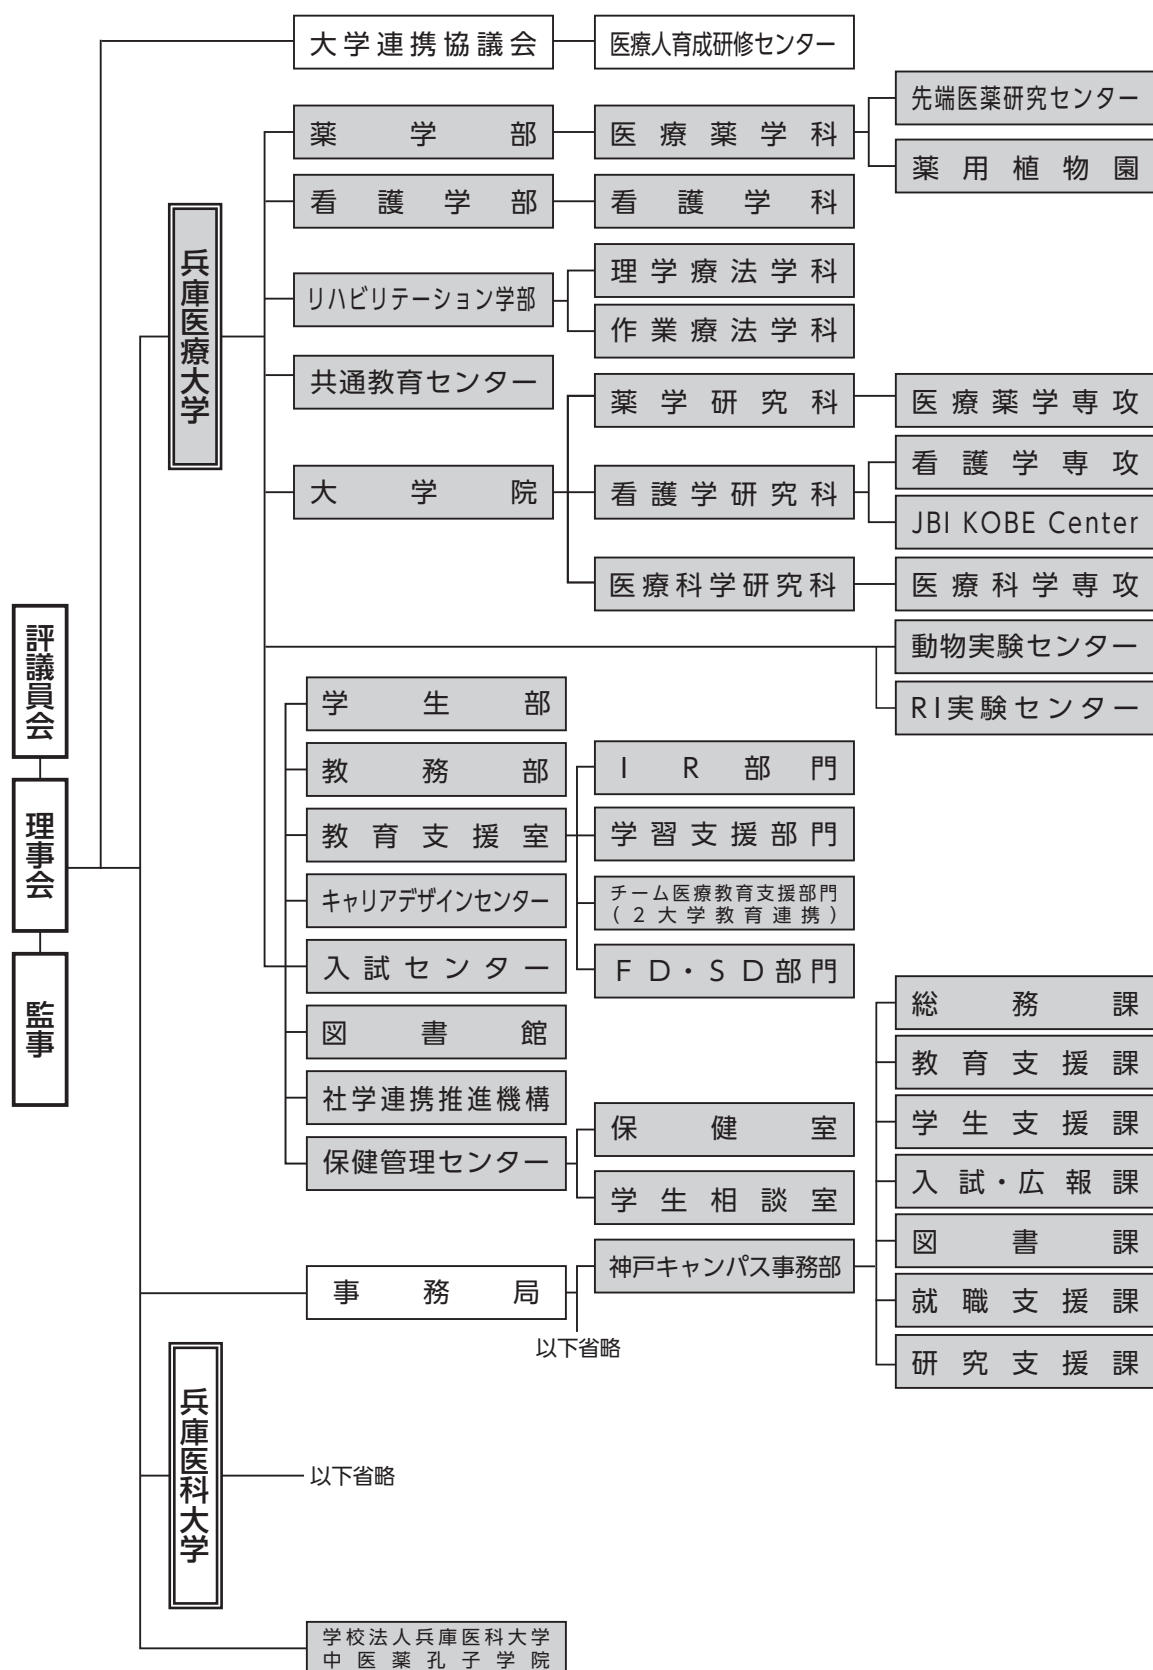 大学連携協議会
医療人育成研修センター
先端医薬研究センター
薬学部
医療薬学科
薬用植物園
看護学部
看護学科
兵庫医療大学
理学療法学科
リハビリテーション学部
作業療法学科
共通教育センター
薬学研究科
医療薬学専攻
看護学専攻
大学院
看護学研究科
JBI KOBE Center
医療科学研究科
医療科学専攻
評議員会
動物実験センター
RI実験センター
学生部
教務部
IR部門
理事会
教育支援室
学習支援部門
キャリアデザインセンター
チーム医療教育支援部門
(2大学教育連携)
入試センター
FD・SD部門
監事
総務課
図書館
教育支援課
社学連携推進機構
学生支援課
保健室
保健管理センター
入試・広報課
学生相談室
図書課
神戸キャンパス事務部
事務局
就職支援課
以下省略
研究支援課
兵庫医科大学
以下省略
学校法人兵庫医科大学
中医薬孔子学院